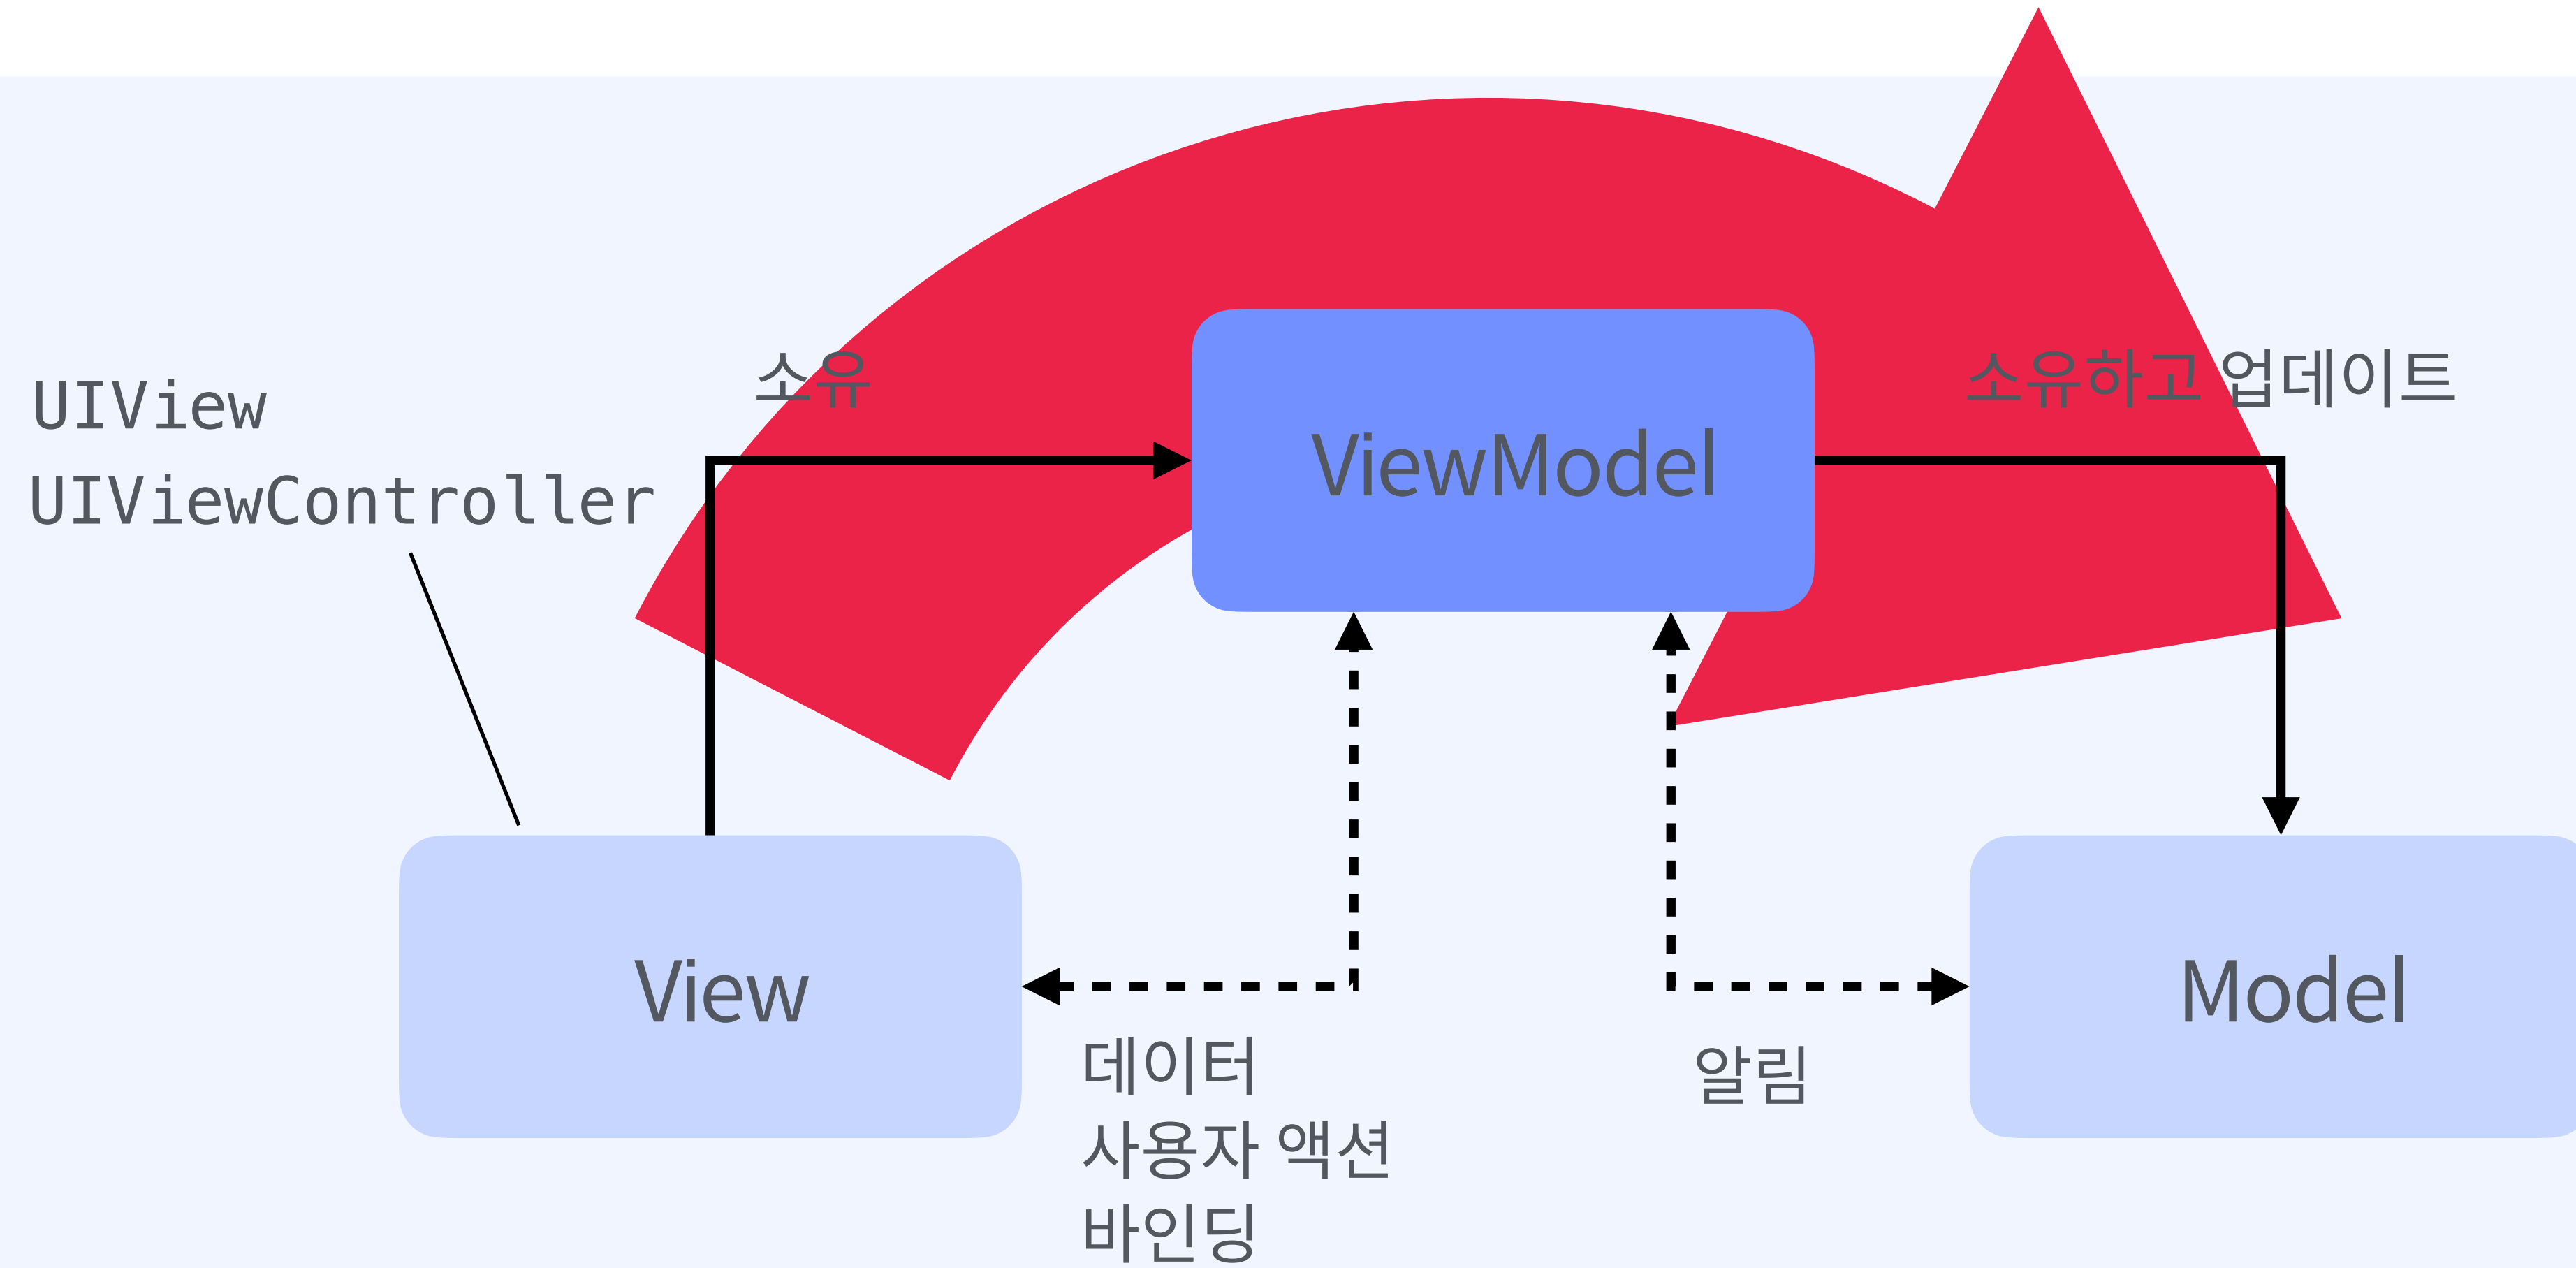 UIView
UIViewController
소유
ViewModel
소유하고 업데이트
View
데이터
사용자 액션
바인딩
알림
Model